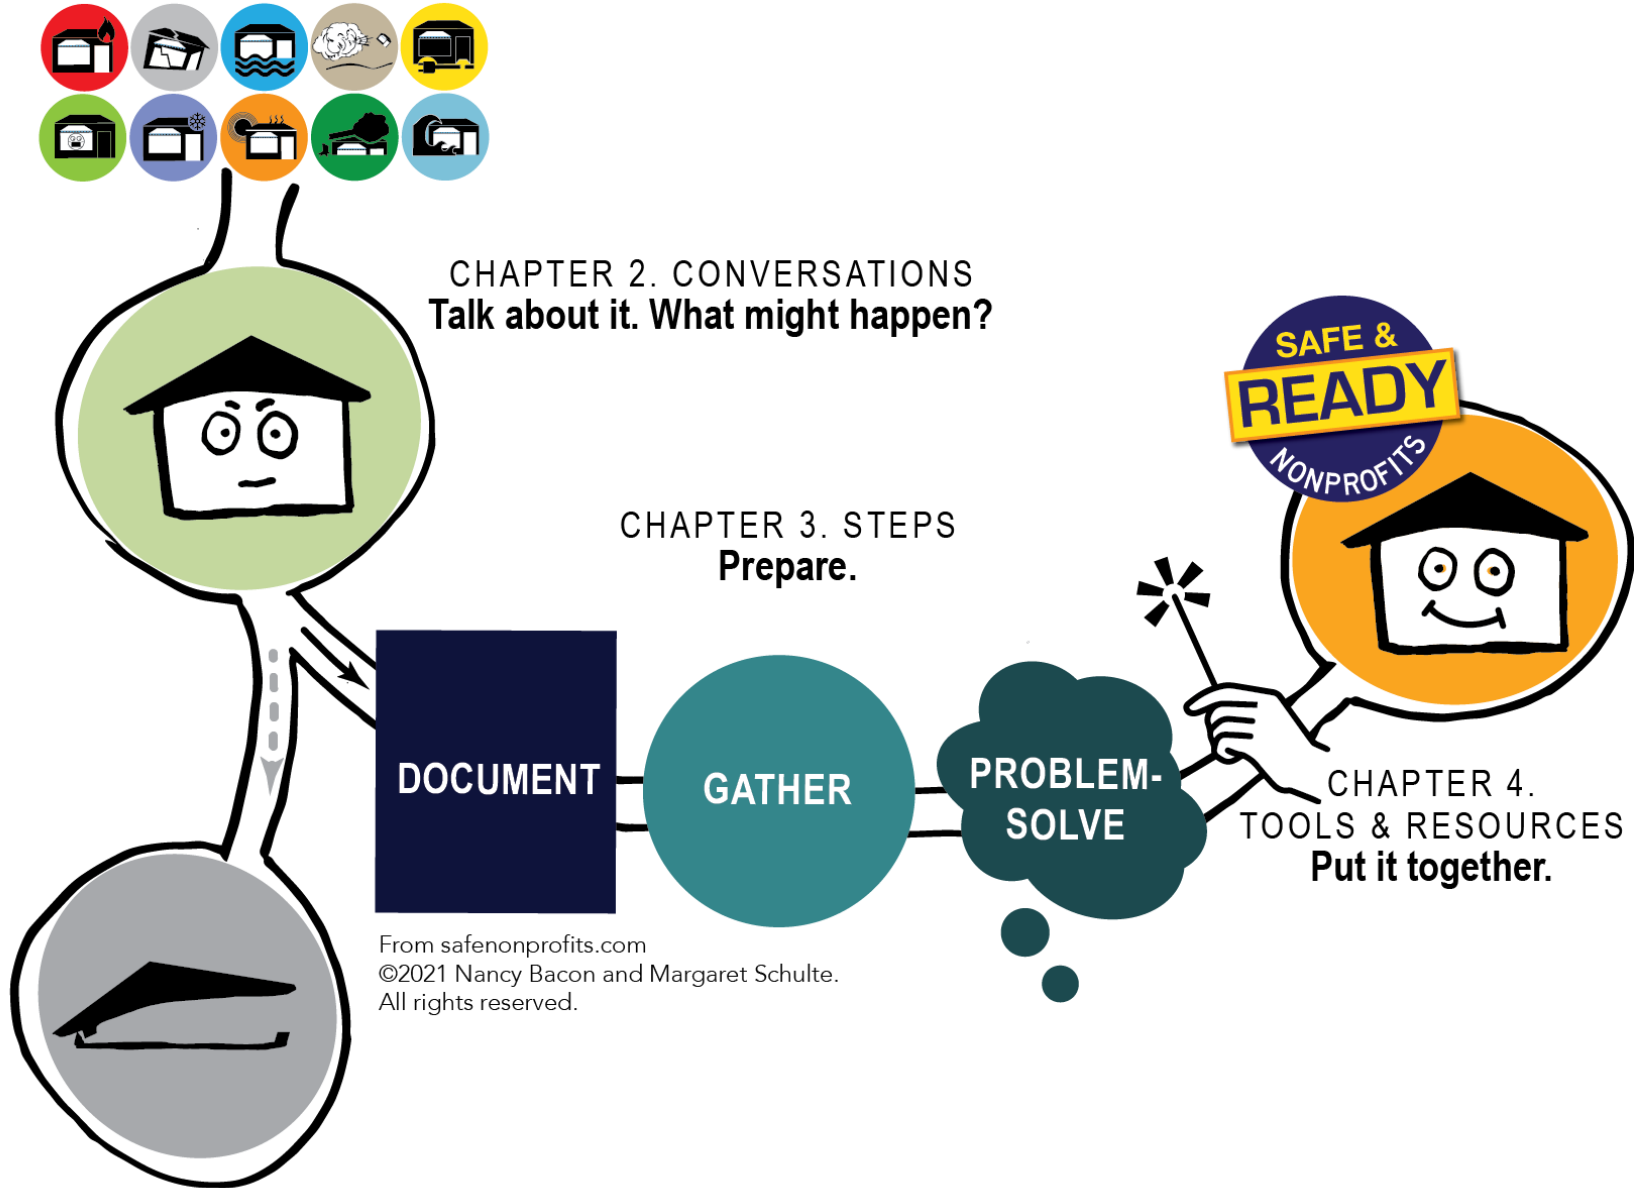 CHAPTER 2. CONVERSATIONS
Talk about it. What might happen?
SAFE &
READY
NONPROFITS
CHAPTER 3. STEPS
Prepare.
DOCUMENT
GATHER
PROBLEM-
SOLVE
CHAPTER 4.
TOOLS & RESOURCES
Put it together.
From safenonprofits.com
©2021 Nancy Bacon and Margaret Schulte.
All rights reserved.